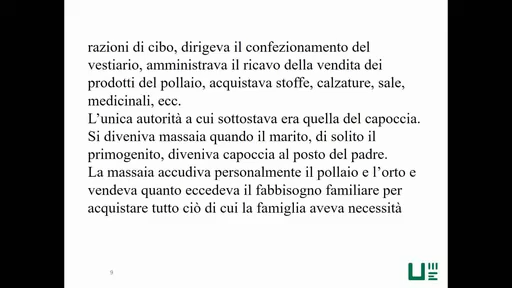 razioni di cibo, dirigeva il confezionamento del
vestiario, amministrava il ricavo della vendita dei
prodotti del pollaio, acquistava stoffe, calzature, sale,
medicinali, ecc.
L'unica autorità a cui sottostava era quella del capoccia.
Si diveniva massaia quando il marito, di solito il
primogenito, diveniva capoccia al posto del padre.
La massaia accudiva personalmente il pollaio e l'orto e
vendeva quanto eccedeva il fabbisogno familiare per
acquistare tutto ciò di cui la famiglia aveva necessità
9